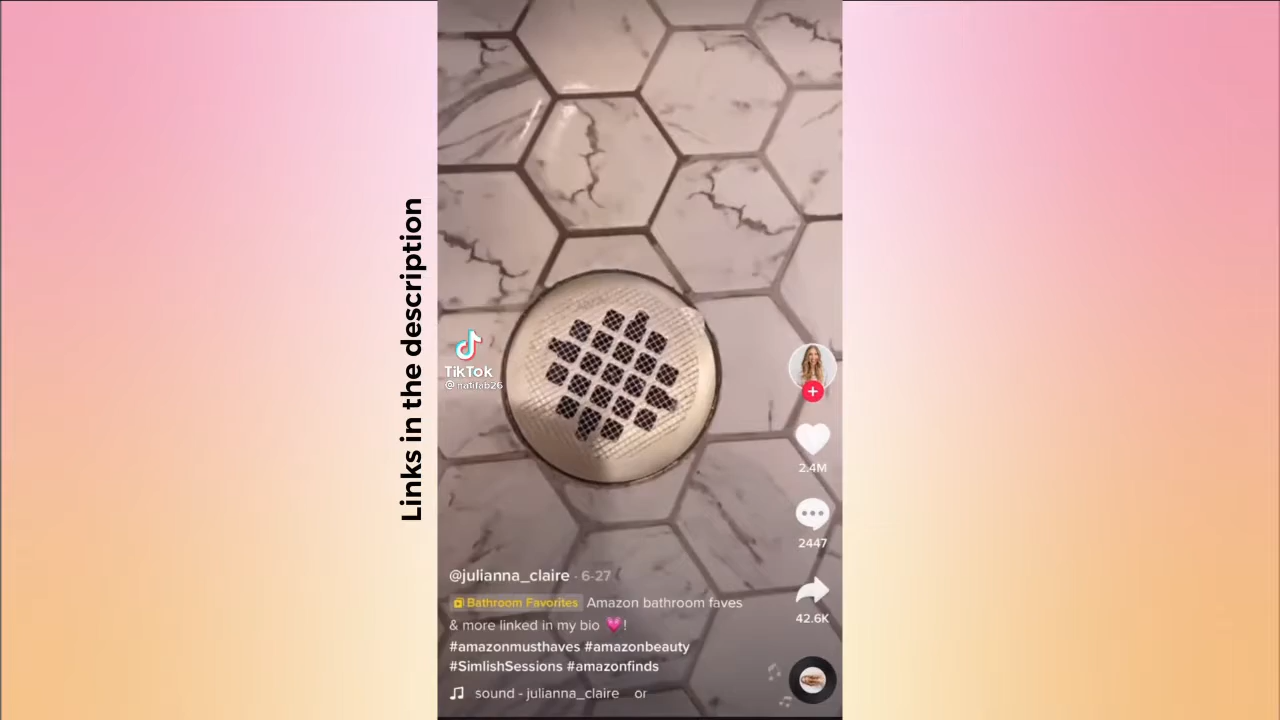 Links in the description
TikTok
@natifab26
2.4M
2447
42.6K
@julianna_claire · 6-27
Bathroom Favorites Amazon bathroom faves
& more linked in my bio 💗!
#amazonmusthaves #amazonbeauty
#SimlishSessions #amazonfinds
sound - julianna_claire or